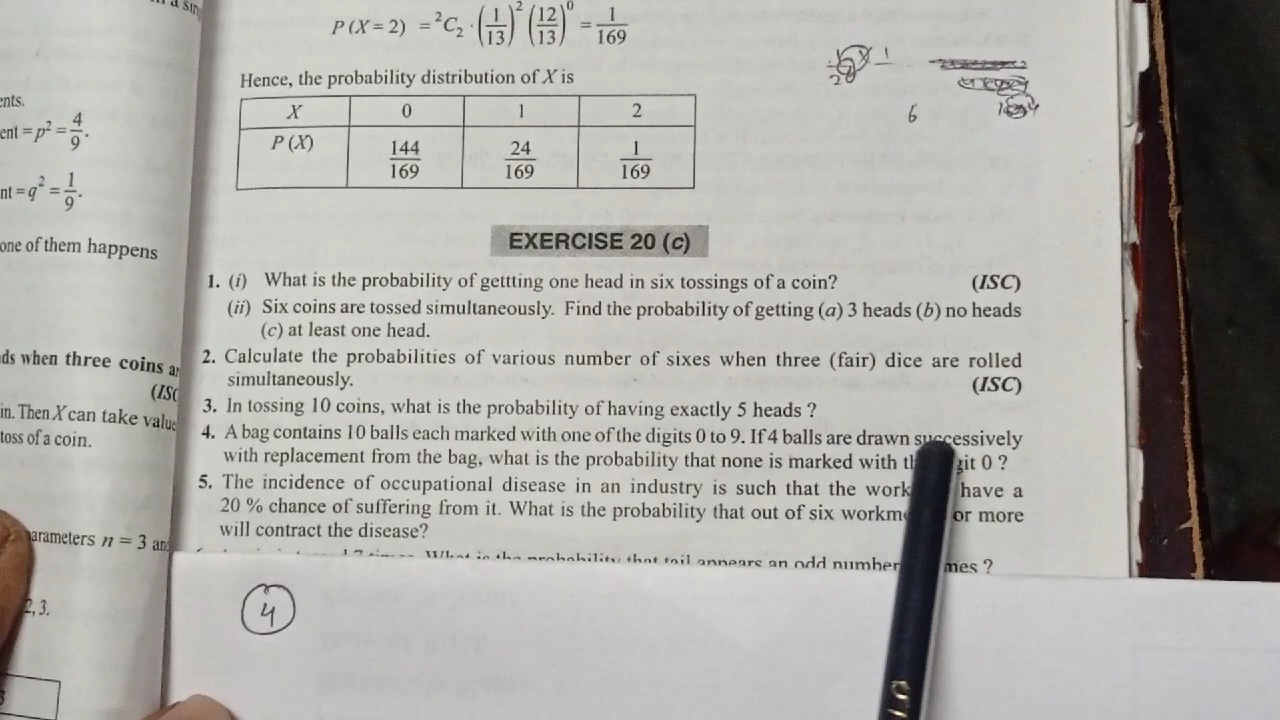 P(X=2) = ²C₂ · (1/13)² (12/13)⁰ = 1/169
Hence, the probability distribution of X is
X 0 1 2
P(X) 144/169 24/169 1/169
6
ents.
ent = p² = 4/9.
nt = q² = 1/9.
one of them happens
ds when three coins
(IS
in. Then X can take
toss of a coin.
arameters n = 3
2, 3.
EXERCISE 20 (c)
1. (i) What is the probability of gettting one head in six tossings of a coin? (ISC)
(ii) Six coins are tossed simultaneously. Find the probability of getting (a) 3 heads (b) no heads
(c) at least one head.
2. Calculate the probabilities of various number of sixes when three (fair) dice are rolled
simultaneously. (ISC)
3. In tossing 10 coins, what is the probability of having exactly 5 heads ?
4. A bag contains 10 balls each marked with one of the digits 0 to 9. If 4 balls are drawn successively
with replacement from the bag, what is the probability that none is marked with git 0 ?
5. The incidence of occupational disease in an industry is such that the work have a
20 % chance of suffering from it. What is the probability that out of six workm or more
will contract the disease?
What is the probability that tail appears an odd number mes ?
4